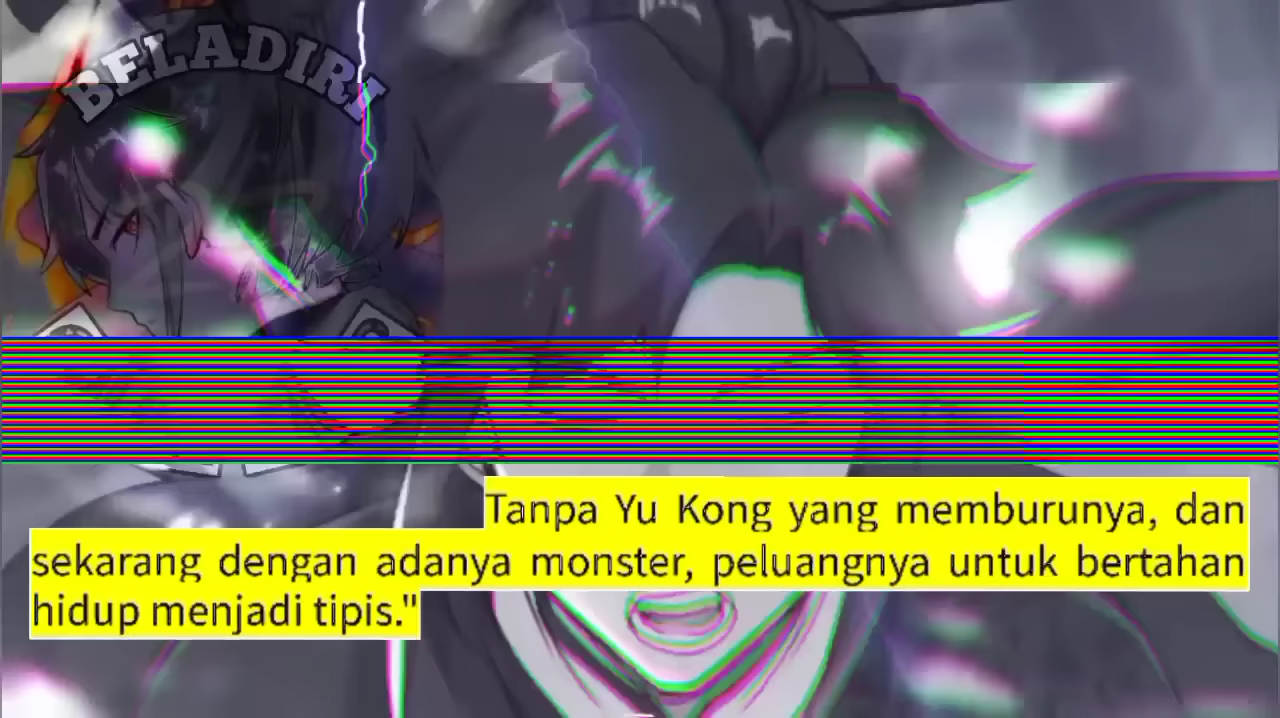 BELADIRI
Tanpa Yu Kong yang memburunya, dan
sekarang dengan adanya monster, peluangnya untuk bertahan
hidup menjadi tipis."